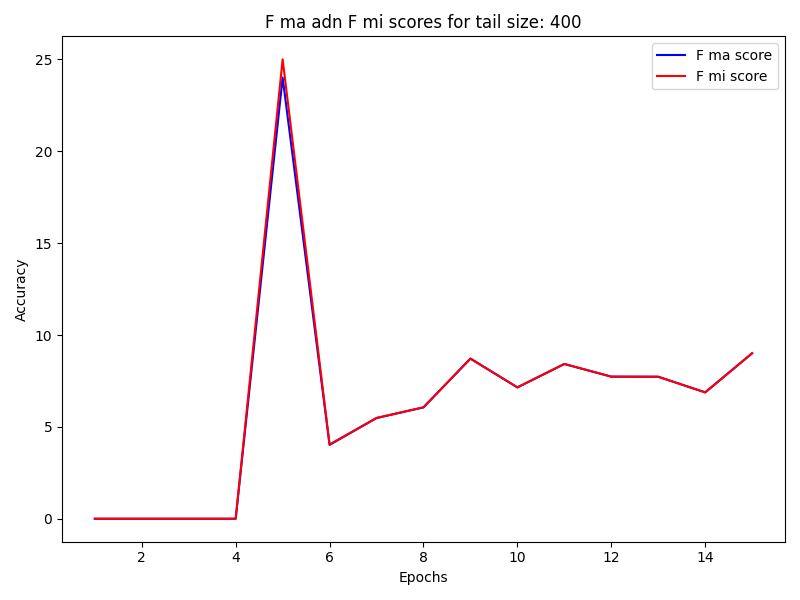 F ma adn F mi scores for tail size: 400
F ma score
F mi score
25
20
15
10
5
0
Accuracy
2 4 6 8 10 12 14
Epochs